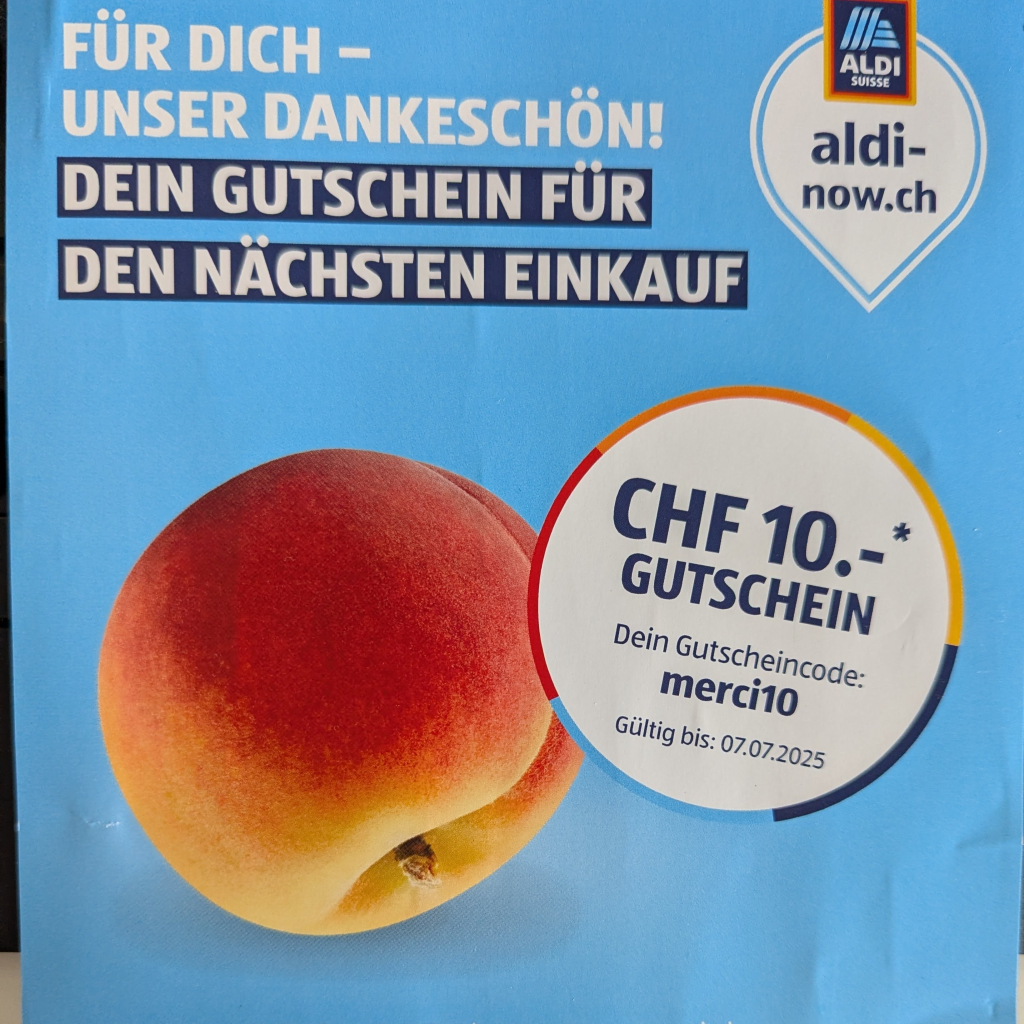 FÜR DICH –
UNSER DANKESCHÖN!
DEIN GUTSCHEIN FÜR
DEN NÄCHSTEN EINKAUF
ALDI
SUISSE
aldi-
now.ch
CHF 10.-*
GUTSCHEIN
Dein Gutscheincode:
merci10
Gültig bis: 07.07.2025